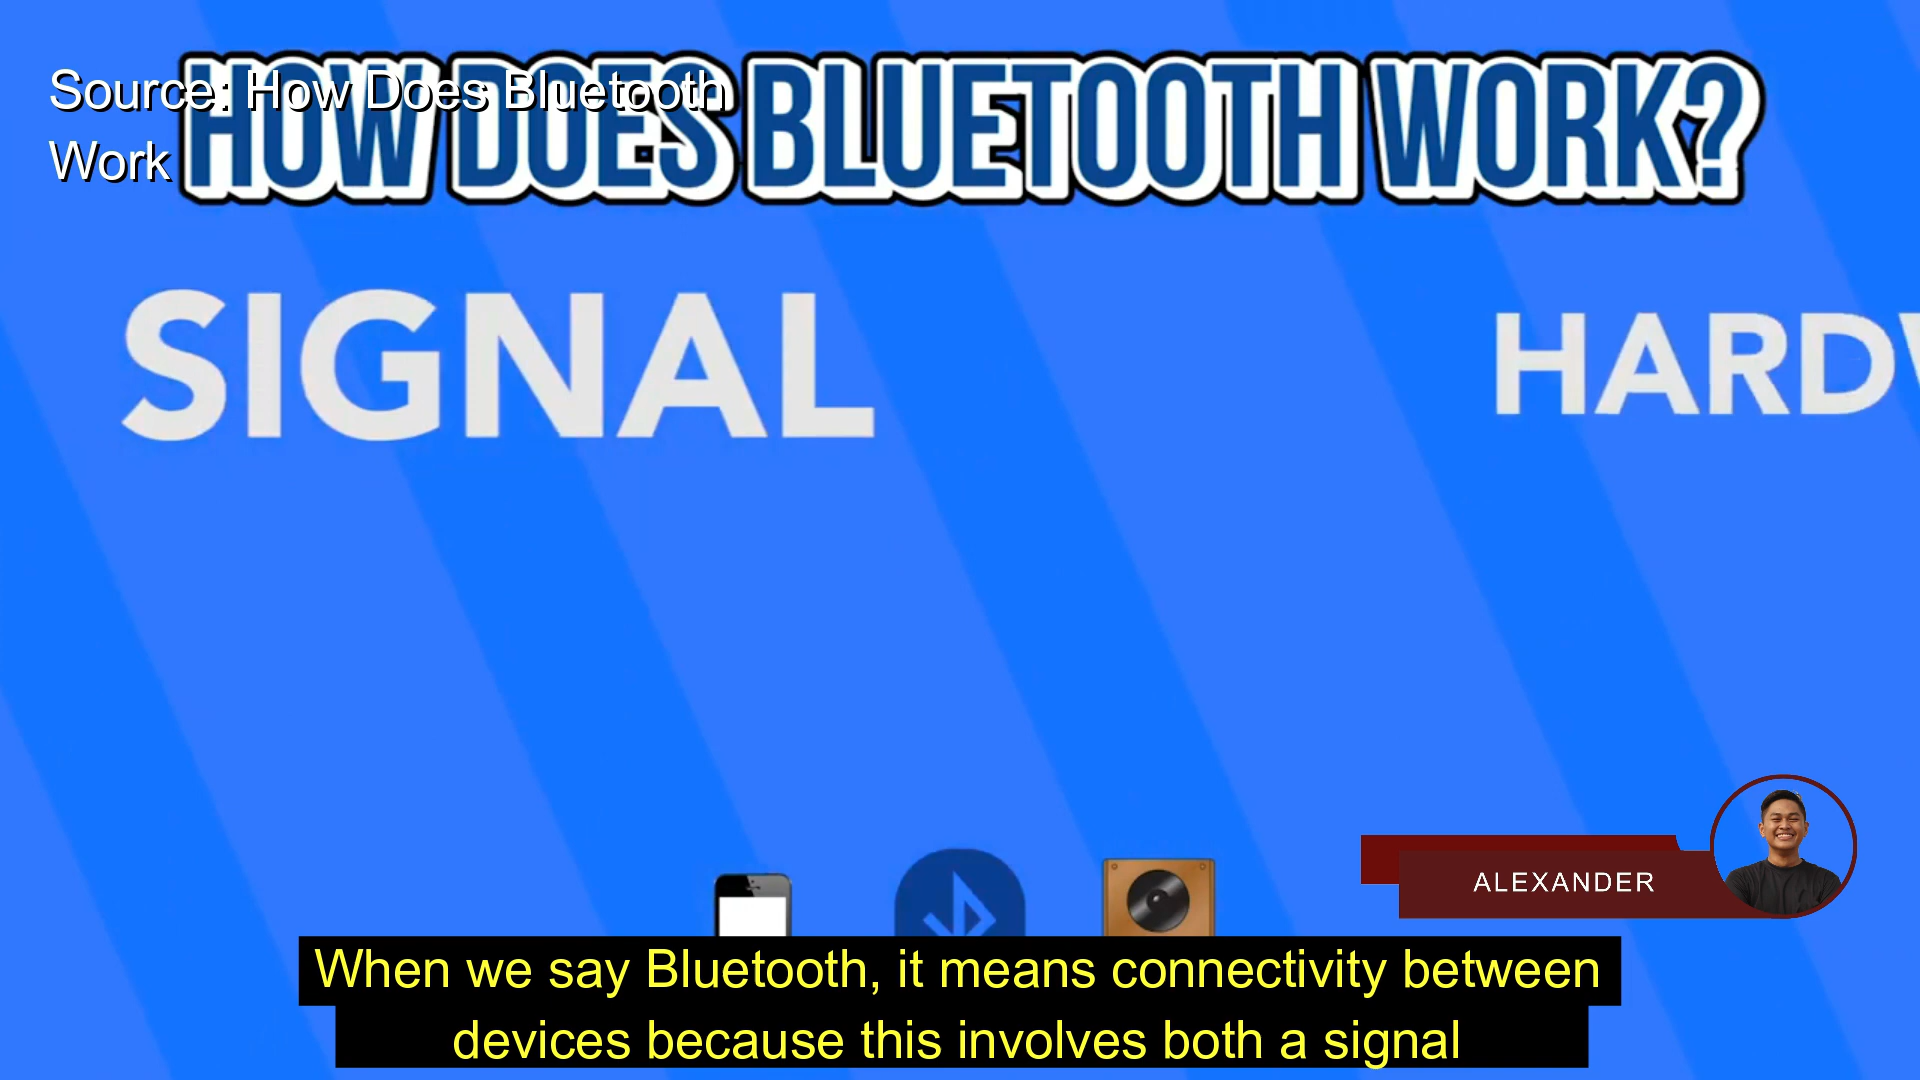 Source: How Does Bluetooth
Work
HOW DOES BLUETOOTH WORK?
SIGNAL
HARDW
ALEXANDER
When we say Bluetooth, it means connectivity between
devices because this involves both a signal